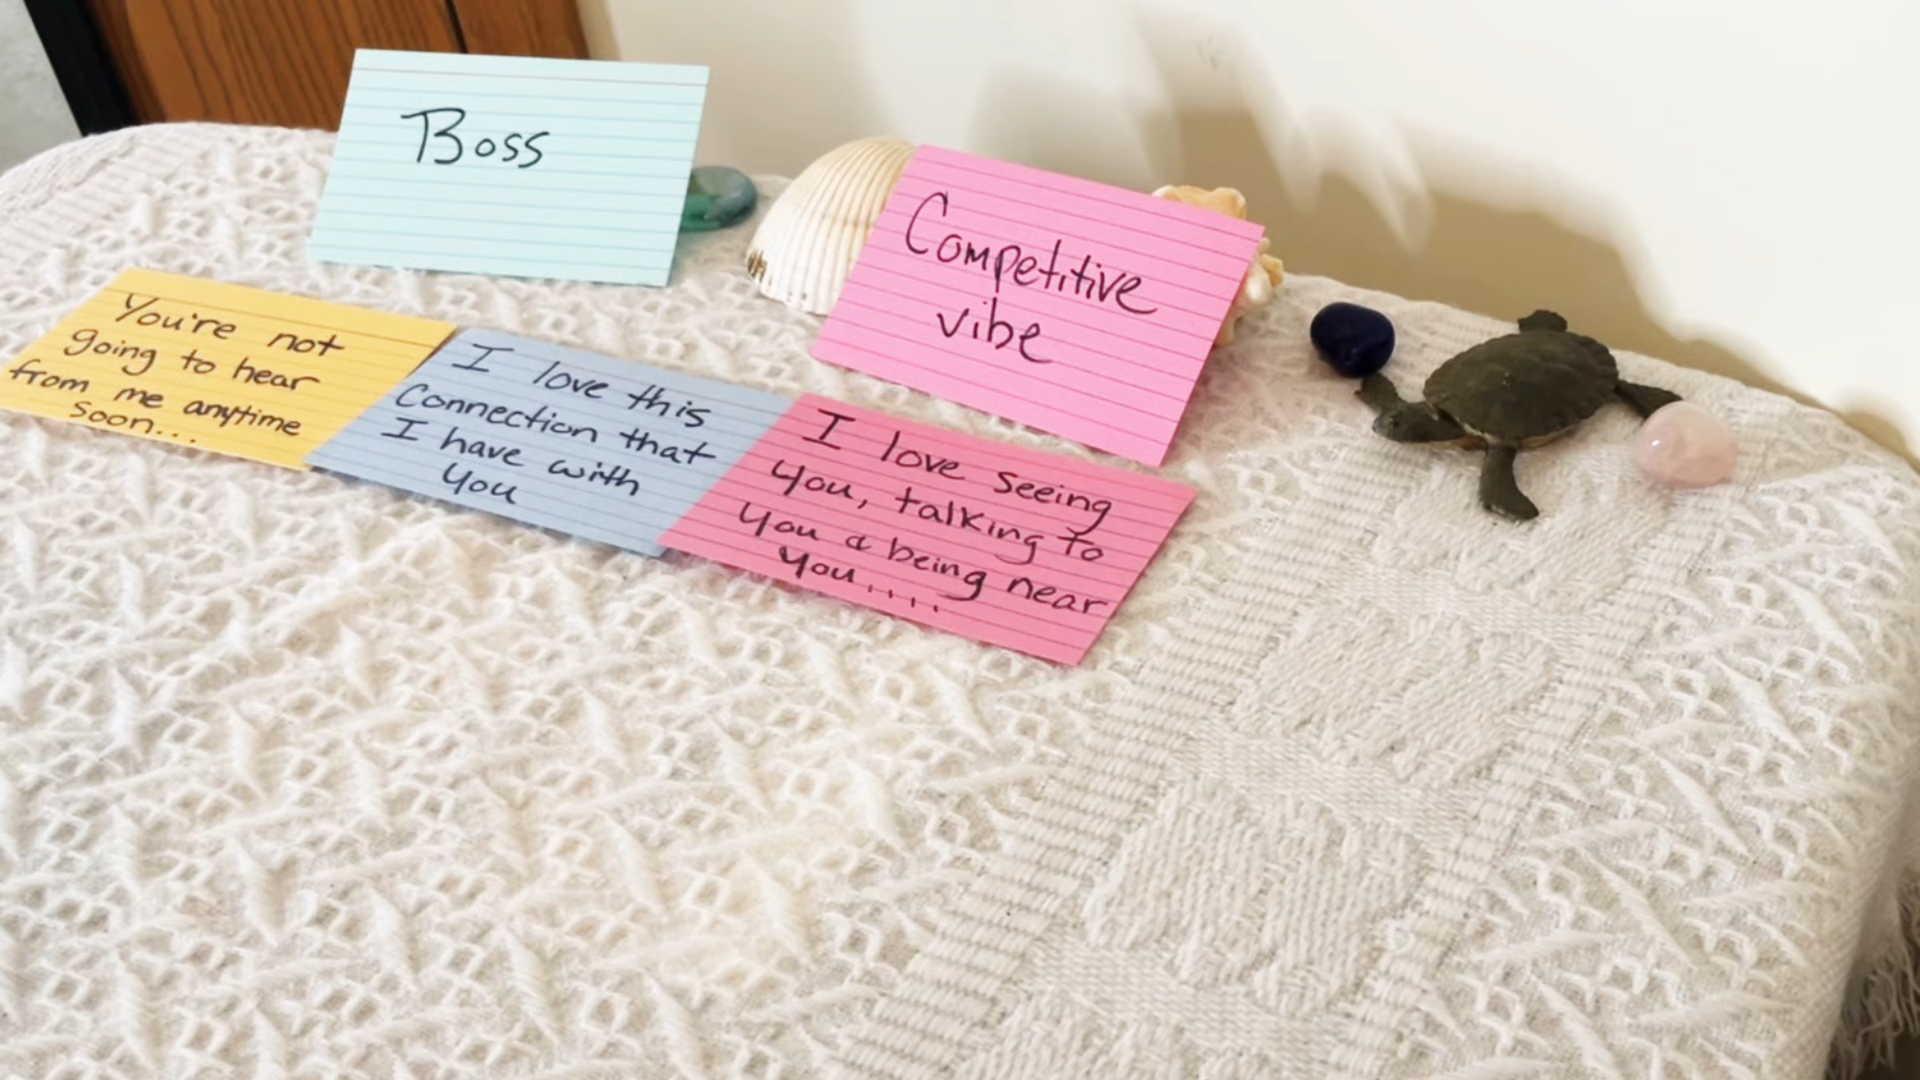 Boss
Competitive
vibe
You're not
going to hear
from me anytime
soon...
I love this
Connection that
I have with
You
I love seeing
you, talking to
you & being near
you....